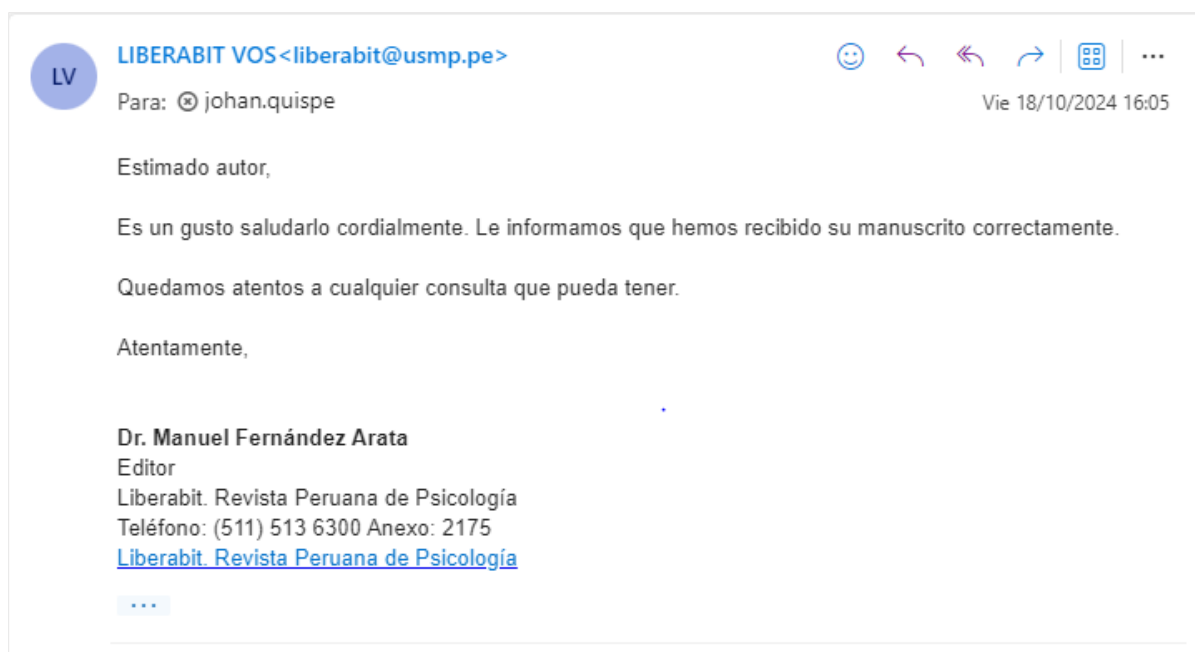 LV
LIBERABIT VOS<liberabit@usmp.pe>
Para: johan.quispe
Vie 18/10/2024 16:05
Estimado autor,
Es un gusto saludarlo cordialmente. Le informamos que hemos recibido su manuscrito correctamente.
Quedamos atentos a cualquier consulta que pueda tener.
Atentamente,
Dr. Manuel Fernández Arata
Editor
Liberabit. Revista Peruana de Psicología
Teléfono: (511) 513 6300 Anexo: 2175
Liberabit. Revista Peruana de Psicología